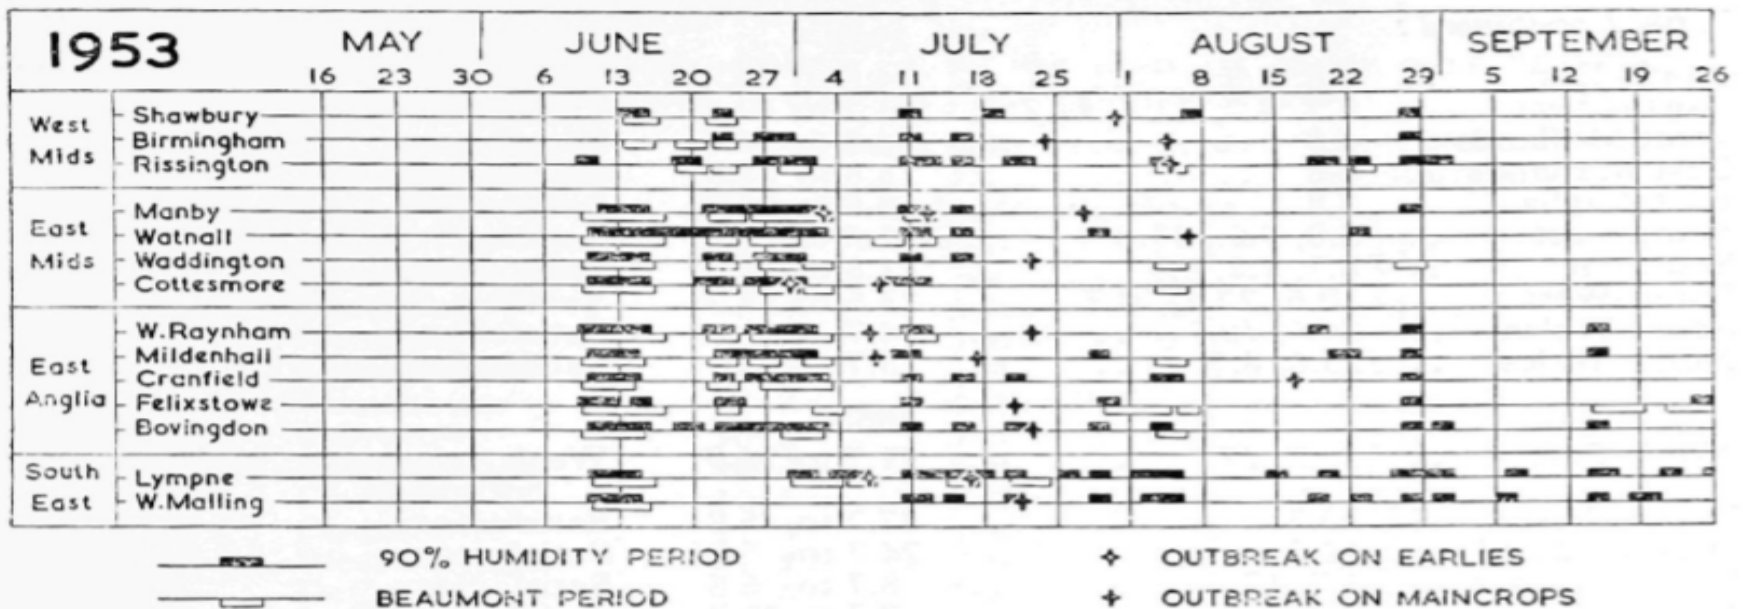 1953 MAY JUNE JULY AUGUST SEPTEMBER
16 23 30 6 13 20 27 4 11 18 25 1 8 15 22 29 5 12 19 26
West Mids
Shawbury
Birmingham
Rissington
East Mids
Manby
Watnall
Waddington
Cottesmore
East Anglia
W.Raynham
Mildenhall
Cranfield
Felixstowe
Bovingdon
South East
Lympne
W.Malling
90% HUMIDITY PERIOD
BEAUMONT PERIOD
OUTBREAK ON EARLIES
OUTBREAK ON MAINCROPS